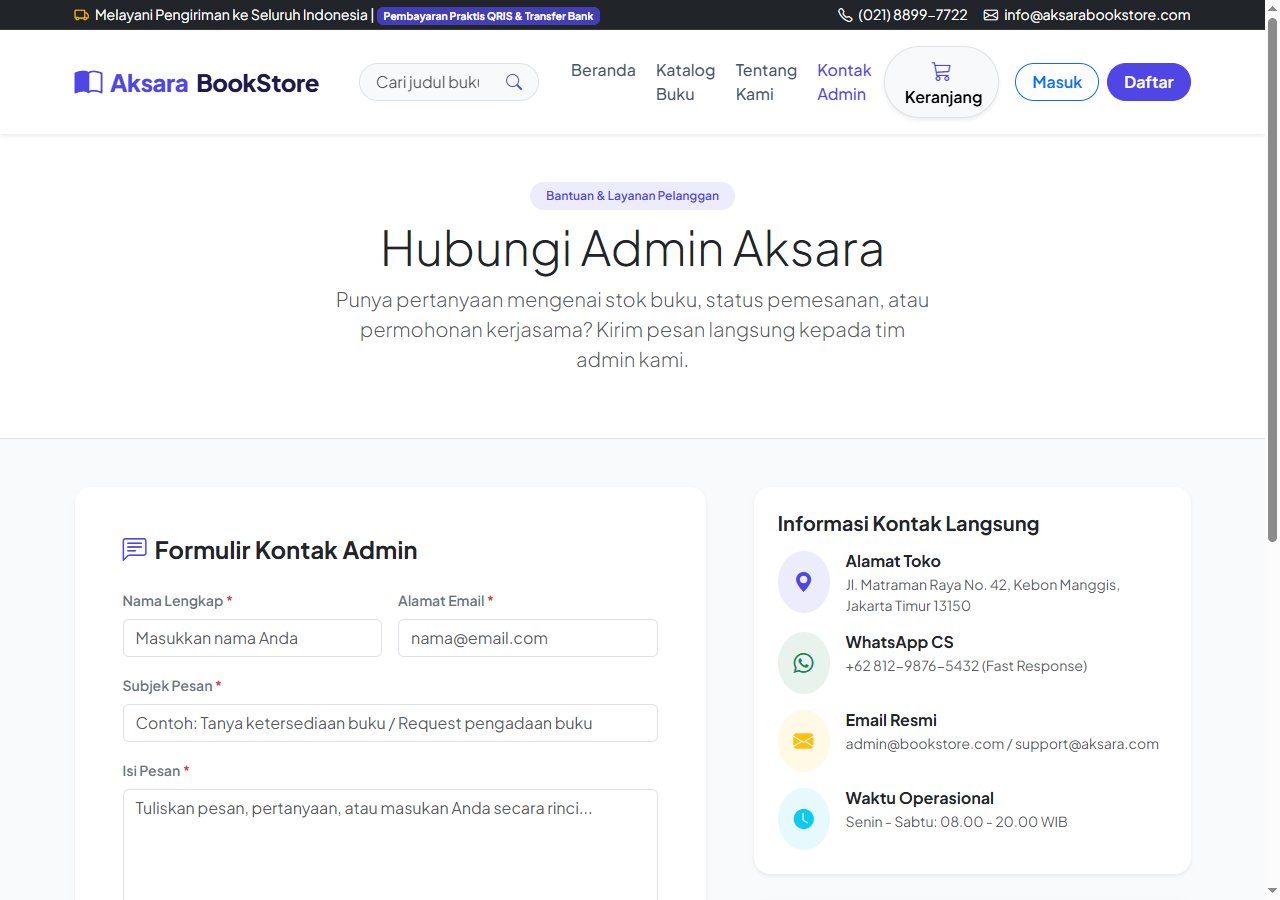 Melayani Pengiriman ke Seluruh Indonesia | Pembayaran Praktis QRIS & Transfer Bank
(021) 8899-7722 info@aksarabookstore.com
Aksara BookStore
Cari judul buku
Beranda
Katalog Buku
Tentang Kami
Kontak Admin
Keranjang
Masuk
Daftar
Bantuan & Layanan Pelanggan
Hubungi Admin Aksara
Punya pertanyaan mengenai stok buku, status pemesanan, atau
permohonan kerjasama? Kirim pesan langsung kepada tim
admin kami.
Formulir Kontak Admin
Nama Lengkap *
Masukkan nama Anda
Alamat Email *
nama@email.com
Subjek Pesan *
Contoh: Tanya ketersediaan buku / Request pengadaan buku
Isi Pesan *
Tuliskan pesan, pertanyaan, atau masukan Anda secara rinci...
Informasi Kontak Langsung
Alamat Toko
Jl. Matraman Raya No. 42, Kebon Manggis,
Jakarta Timur 13150
WhatsApp CS
+62 812-9876-5432 (Fast Response)
Email Resmi
admin@bookstore.com / support@aksara.com
Waktu Operasional
Senin - Sabtu: 08.00 - 20.00 WIB